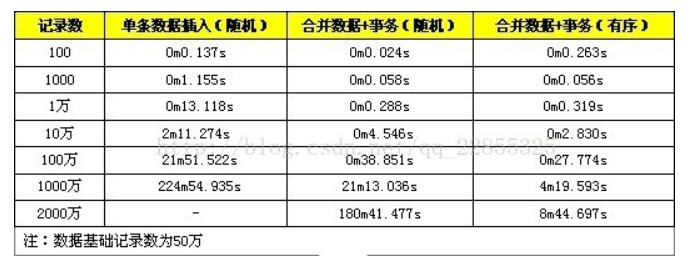 记录数 单条数据插入(随机) 合并数据+事务(随机) 合并数据+事务(有序)
100 0m0.137s 0m0.024s 0m0.263s
1000 0m1.155s 0m0.058s 0m0.056s
1万 0m13.118s 0m0.288s 0m0.319s
10万 2m11.274s 0m4.546s 0m2.830s
http://blog.csdn.net/qq_22855325
100万 21m51.522s 0m38.851s 0m27.774s
1000万 224m54.935s 21m13.036s 4m19.593s
2000万 - 180m41.477s 8m44.697s
注：数据基础记录数为50万